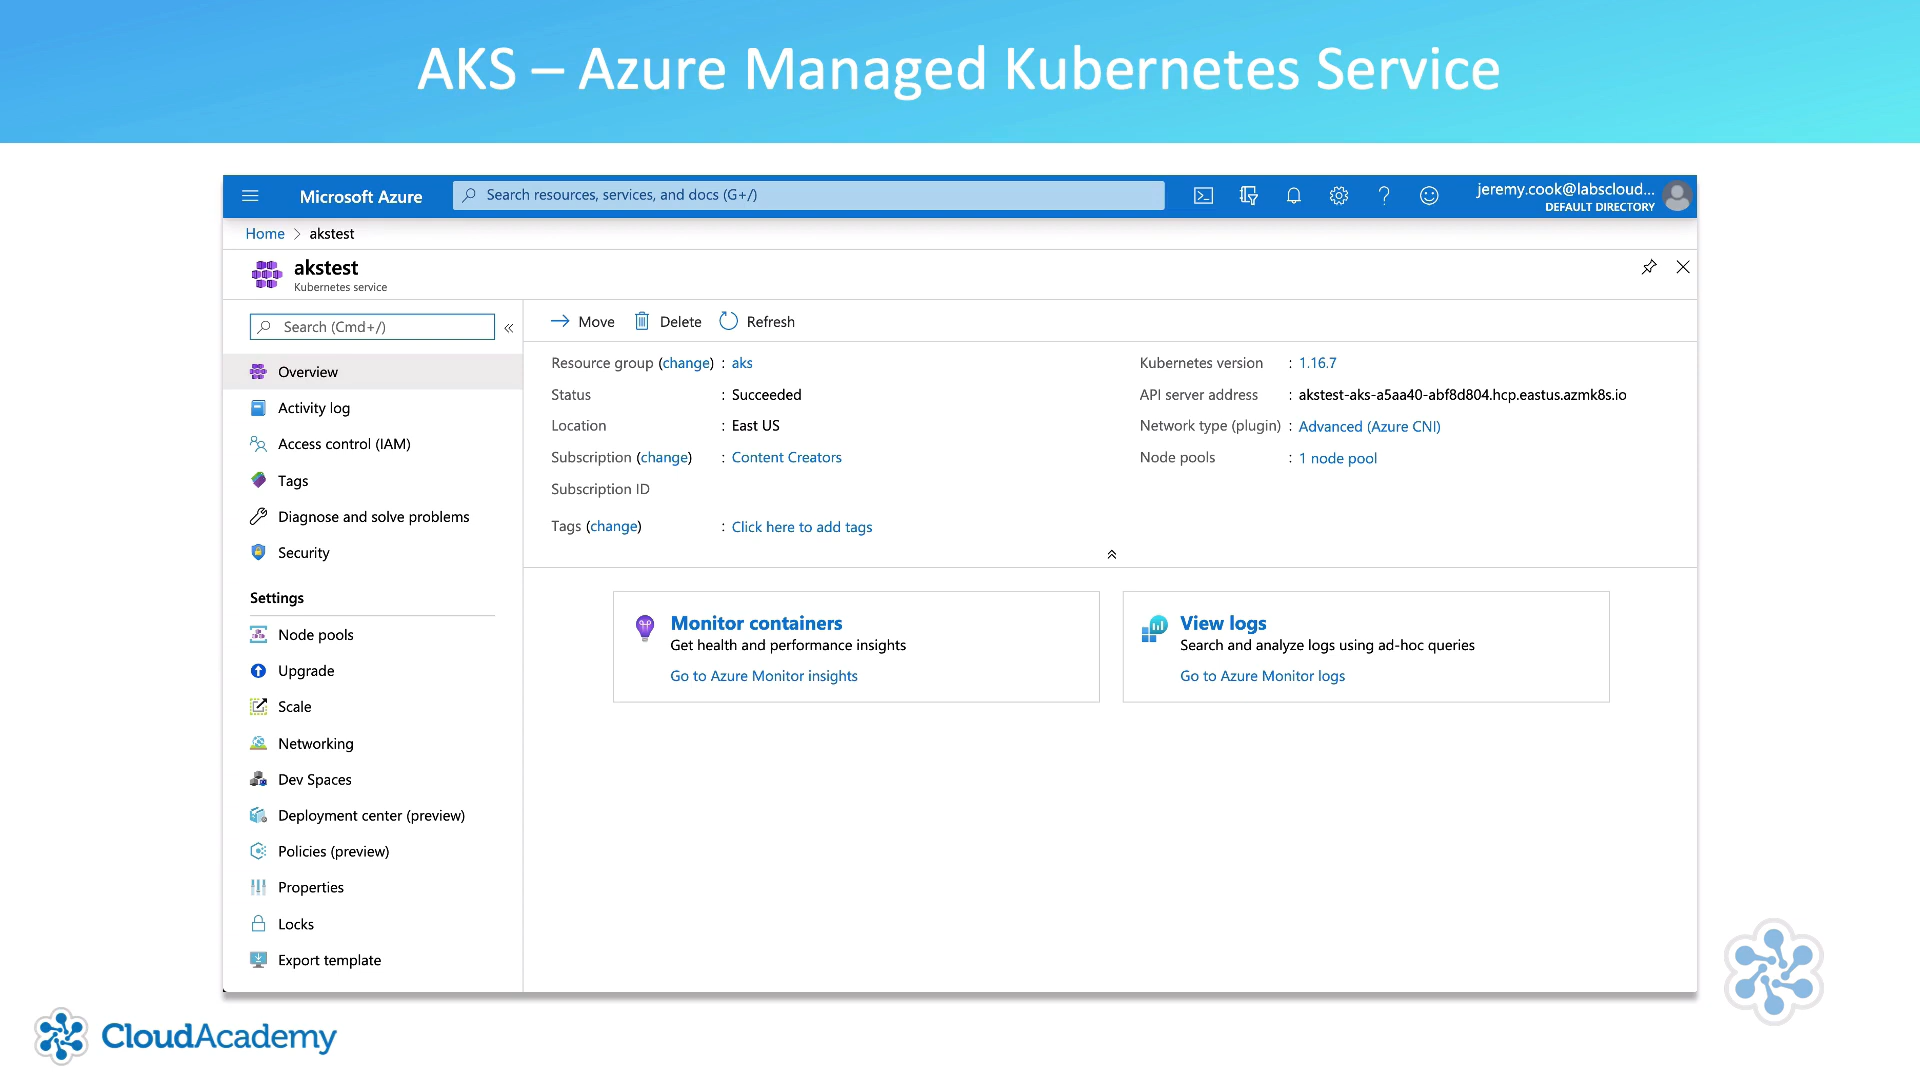 AKS – Azure Managed Kubernetes Service
Microsoft Azure
Search resources, services, and docs (G+/)
jeremy.cook@labscloud...
DEFAULT DIRECTORY
Home > akstest
akstest
Kubernetes service
Search (Cmd+/)
«
Overview
Activity log
Access control (IAM)
Tags
Diagnose and solve problems
Security
Settings
Node pools
Upgrade
Scale
Networking
Dev Spaces
Deployment center (preview)
Policies (preview)
Properties
Locks
Export template
Move
Delete
Refresh
Resource group (change) : aks
Status : Succeeded
Location : East US
Subscription (change) : Content Creators
Subscription ID
Tags (change) : Click here to add tags
Kubernetes version : 1.16.7
API server address : akstest-aks-a5aa40-abf8d804.hcp.eastus.azmk8s.io
Network type (plugin) : Advanced (Azure CNI)
Node pools : 1 node pool
Monitor containers
Get health and performance insights
Go to Azure Monitor insights
View logs
Search and analyze logs using ad-hoc queries
Go to Azure Monitor logs
CloudAcademy